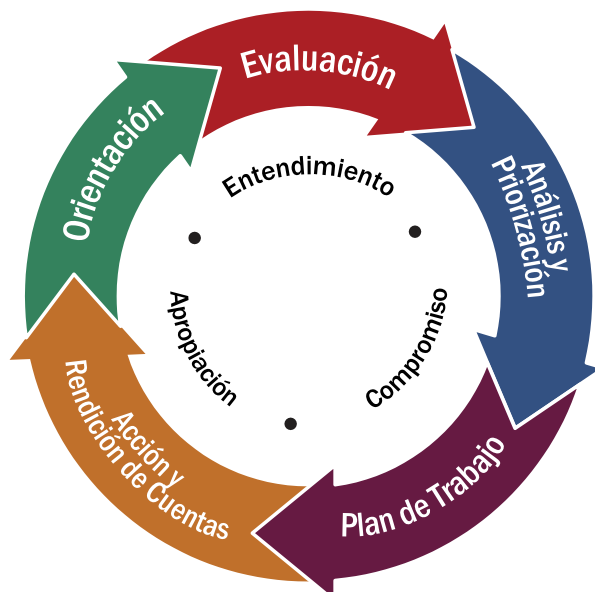 Evaluación
Análisis y
Priorización
Plan de Trabajo
Acción y
Rendición de Cuentas
Orientación
Entendimiento
Compromiso
Apropiación